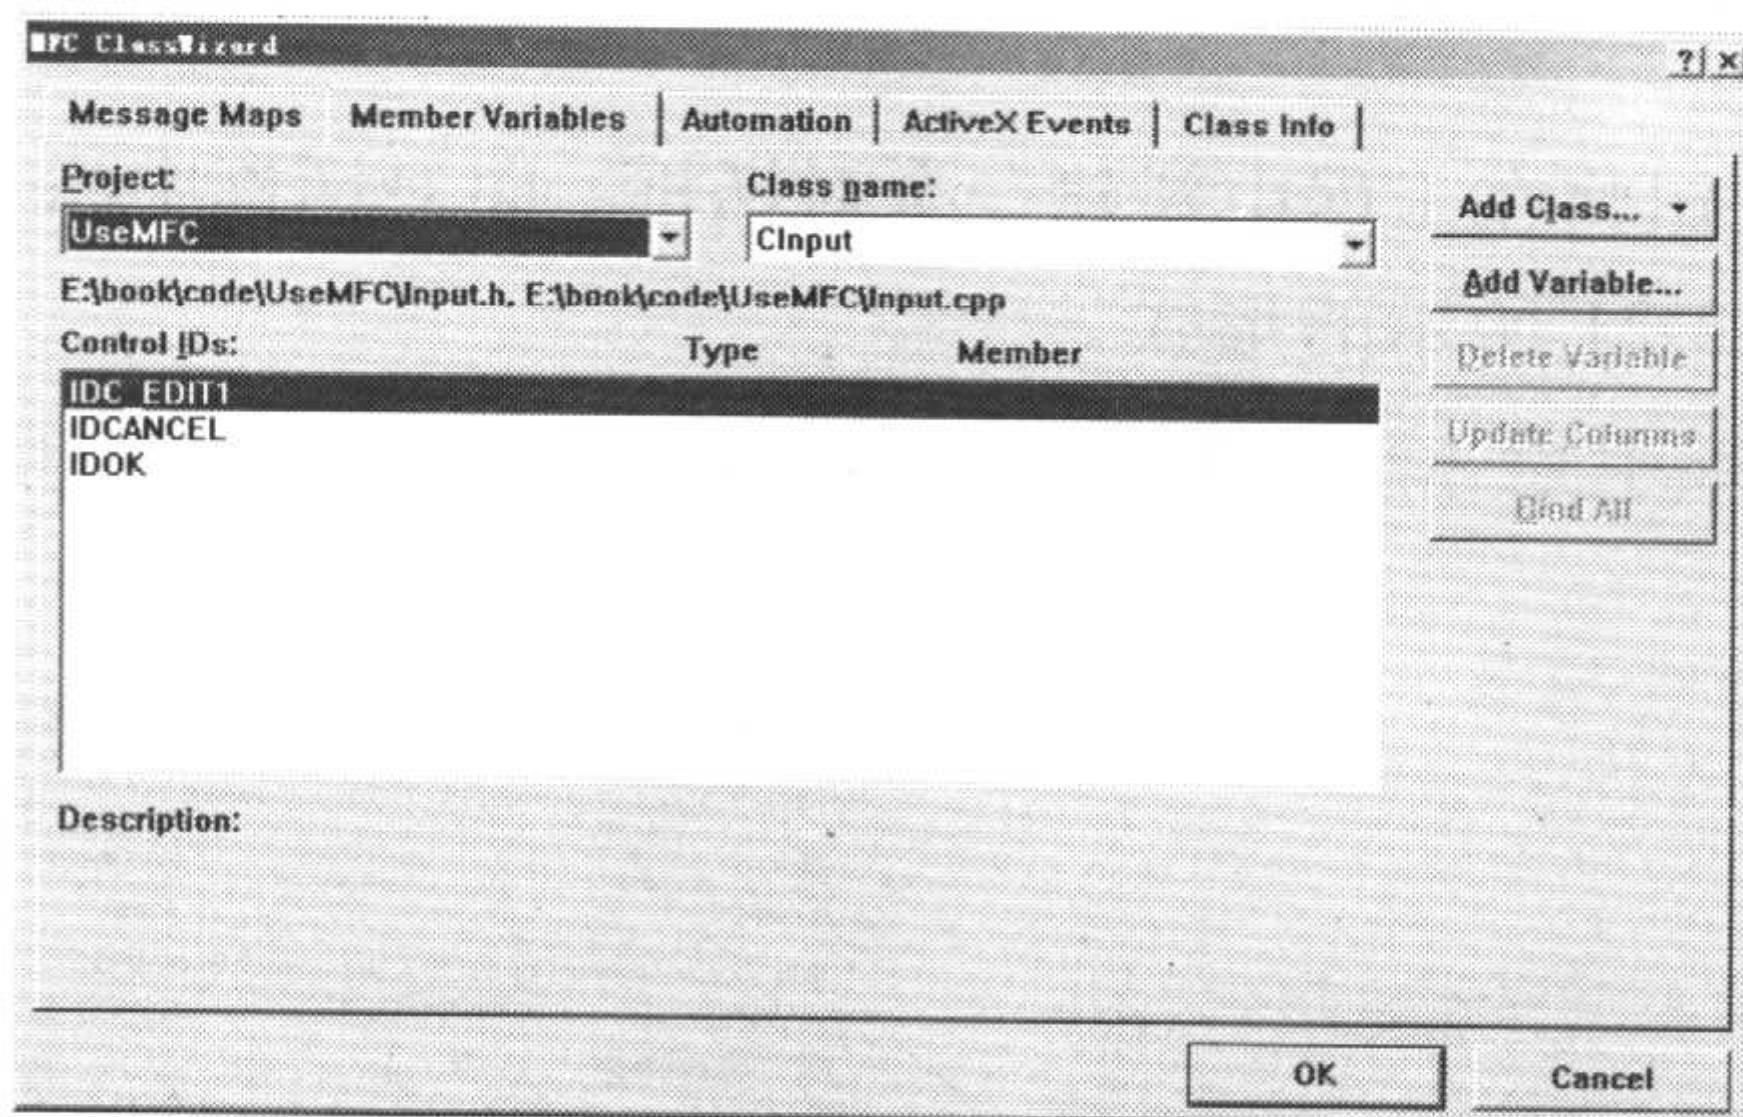 MFC ClassWizard
Message Maps Member Variables Automation ActiveX Events Class Info
Project:
Class name:
Add Class...
UseMFC
CInput
Add Variable...
E:\book\code\UseMFC\Input.h, E:\book\code\UseMFC\Input.cpp
Control IDs: Type Member
Delete Variable
IDC_EDIT1
IDCANCEL
Update Columns
IDOK
Bind All
Description:
OK
Cancel